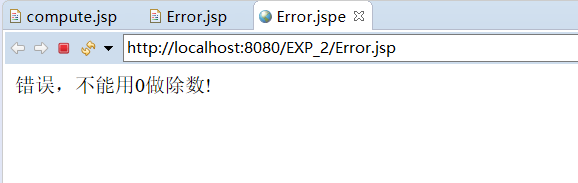 compute.jsp Error.jsp Error.jspe
http://localhost:8080/EXP_2/Error.jsp
错误，不能用0做除数!